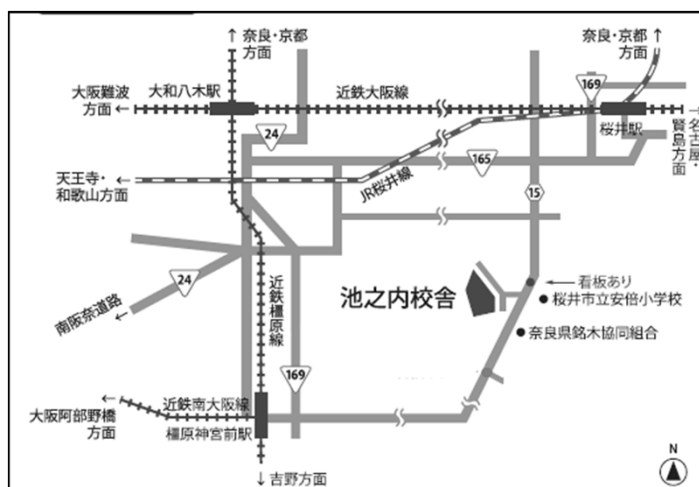 ↑奈良・京都
方面
奈良・京都↑
方面
大和八木駅
近鉄大阪線
大阪難波
方面←
169
桜井駅
→名古屋・
賢島方面
24
天王寺・
和歌山方面←
JR桜井線
165
15
近鉄橿原線
24
南阪奈道路
←
池之内校舎
←看板あり
●桜井市立安倍小学校
●奈良県銘木協同組合
169
大阪阿部野橋
方面
←
近鉄南大阪線
橿原神宮前駅
↓吉野方面
N